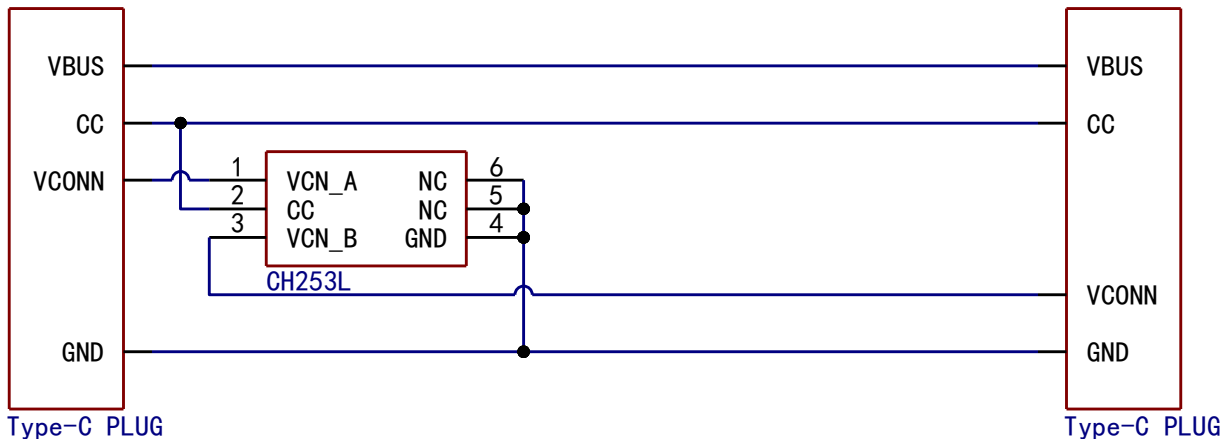 VBUS VBUS
CC CC
VCONN 1 VCN_A NC 6
2 CC NC 5
3 VCN_B GND 4
CH253L
VCONN
GND GND
Type-C PLUG Type-C PLUG